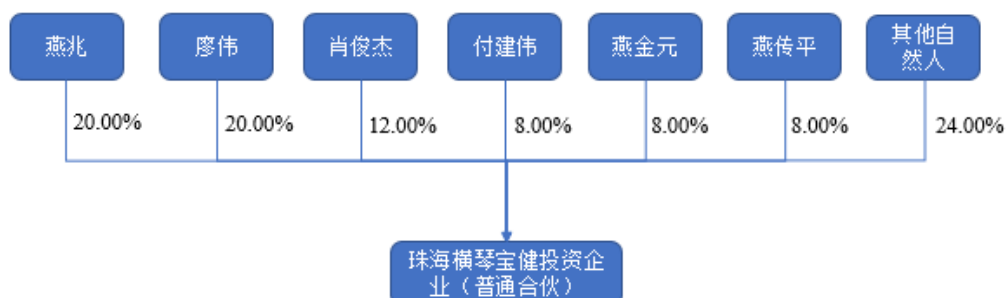 燕兆
廖伟
肖俊杰
付建伟
燕金元
燕传平
其他自
然人
20.00%
20.00%
12.00%
8.00%
8.00%
8.00%
24.00%
珠海横琴宝健投资企
业（普通合伙）